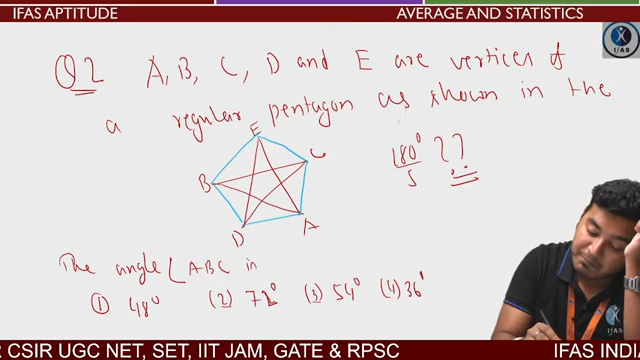 IFAS APTITUDE AVERAGE AND STATISTICS
IFAS
Q2 A, B, C, D and E are vertices of
a regular pentagon as shown in the
E
C
B
D
A
180°/5 ??
The angle ∠ABC in
① 48° (2) 72° (3) 54° (4) 36°
R CSIR UGC NET, SET, IIT JAM, GATE & RPSC IFAS INDI